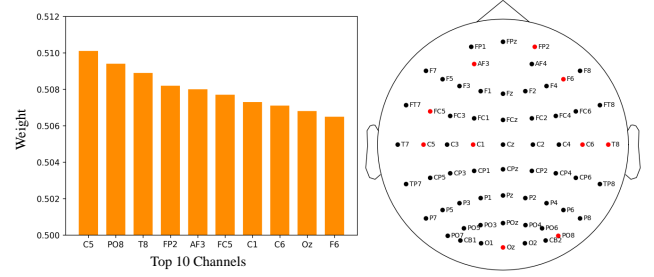 0.512
0.510
0.508
0.506
0.504
0.502
0.500
Weight
C5 PO8 T8 FP2 AF3 FC5 C1 C6 Oz F6
Top 10 Channels
FP1 FPz FP2
AF3 AF4
F7 F5 F3 F1 Fz F2 F4 F6 F8
FT7 FC5 FC3 FC1 FCz FC2 FC4 FC6 FT8
T7 C5 C3 C1 Cz C2 C4 C6 T8
TP7 CP5 CP3 CP1 CPz CP2 CP4 CP6 TP8
P7 P5 P3 P1 Pz P2 P4 P6 P8
PO7 PO5 PO3 POz PO4 PO6 PO8
CB1 O1 Oz O2 CB2